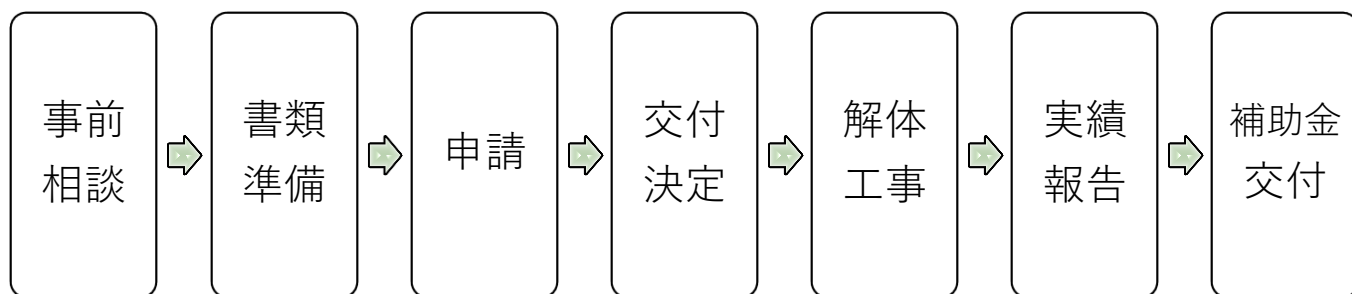 事前
相談
書類
準備
申請
交付
決定
解体
工事
実績
報告
補助金
交付